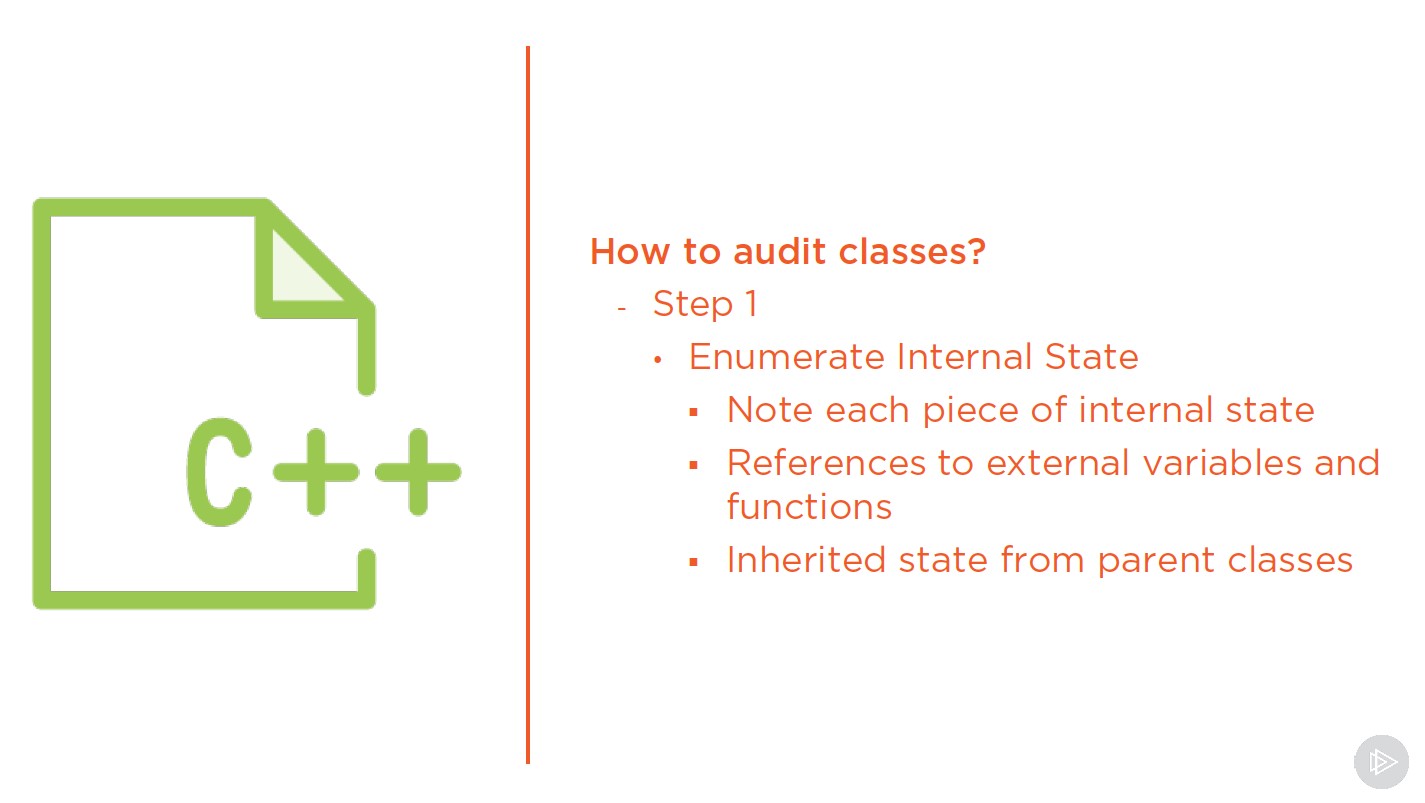 C++
How to audit classes?
- Step 1
• Enumerate Internal State
▪ Note each piece of internal state
▪ References to external variables and
functions
▪ Inherited state from parent classes